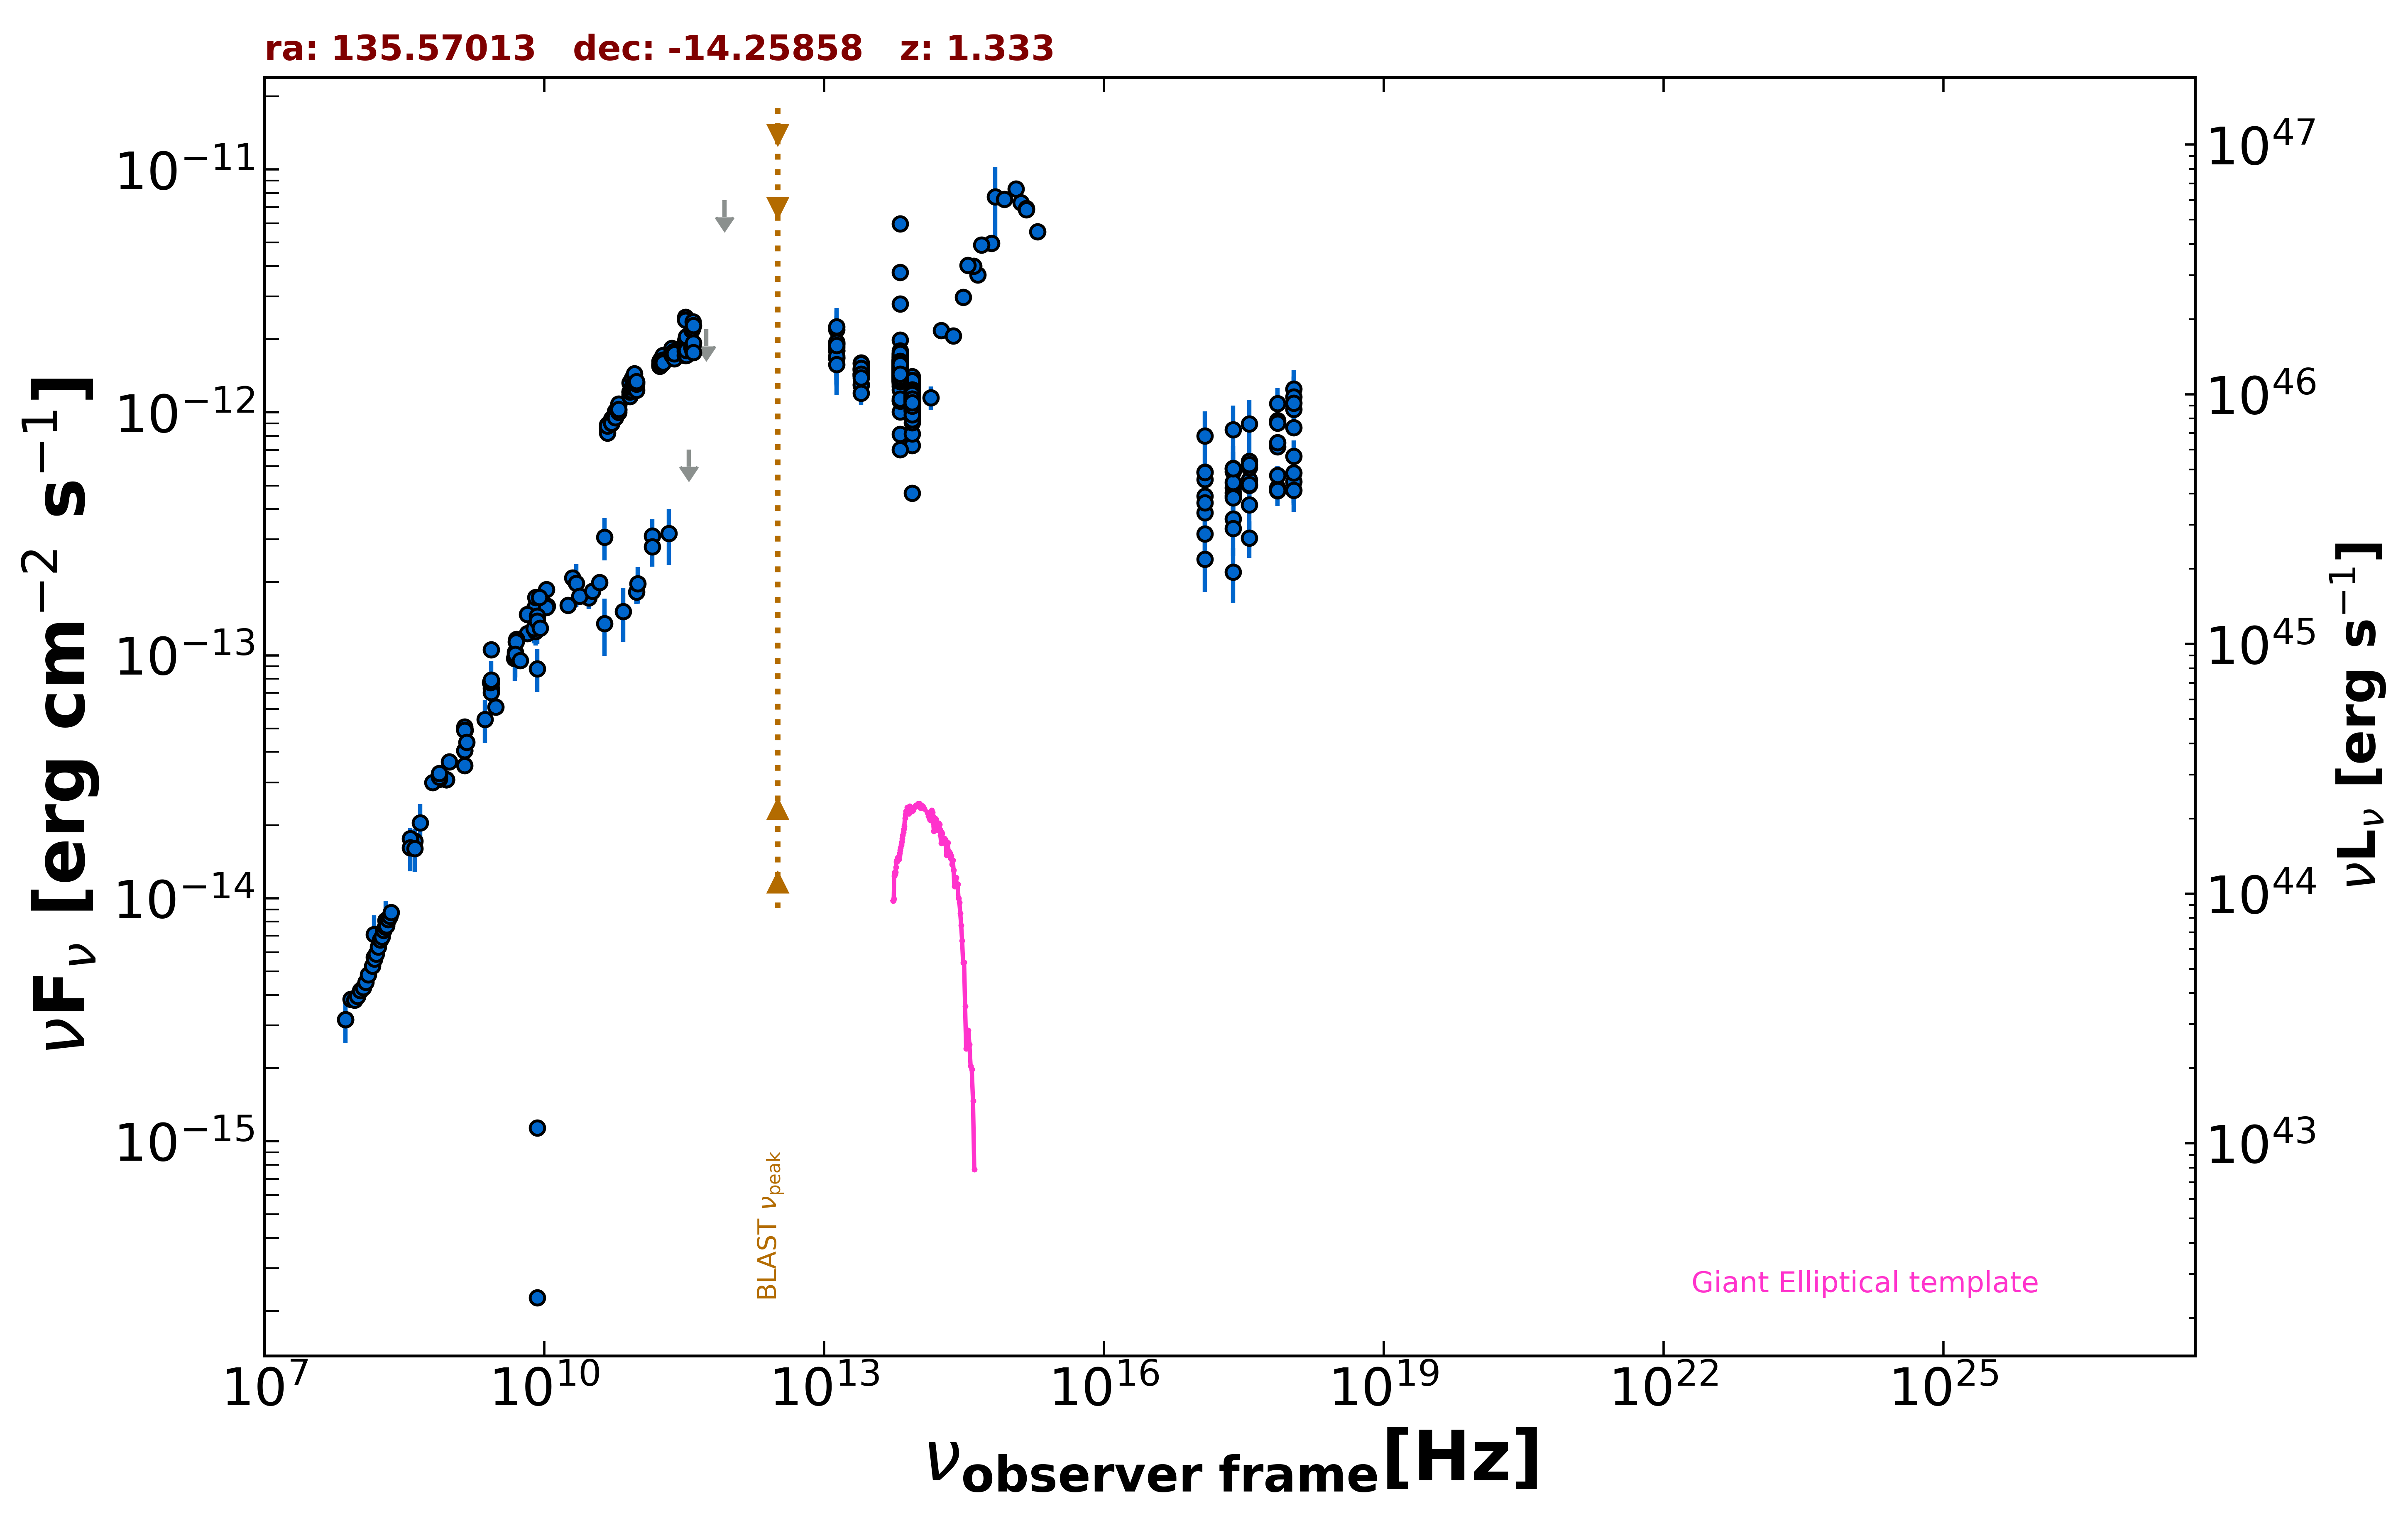 ra: 135.57013 dec: -14.25858 z: 1.333
νFν [erg cm⁻² s⁻¹]
10⁻¹¹
10⁻¹²
10⁻¹³
10⁻¹⁴
10⁻¹⁵
BLAST νpeak
Giant Elliptical template
10⁴⁷
10⁴⁶
10⁴⁵
10⁴⁴
10⁴³
νLν [erg s⁻¹]
10⁷ 10¹⁰ 10¹³ 10¹⁶ 10¹⁹ 10²² 10²⁵
νobserver frame[Hz]